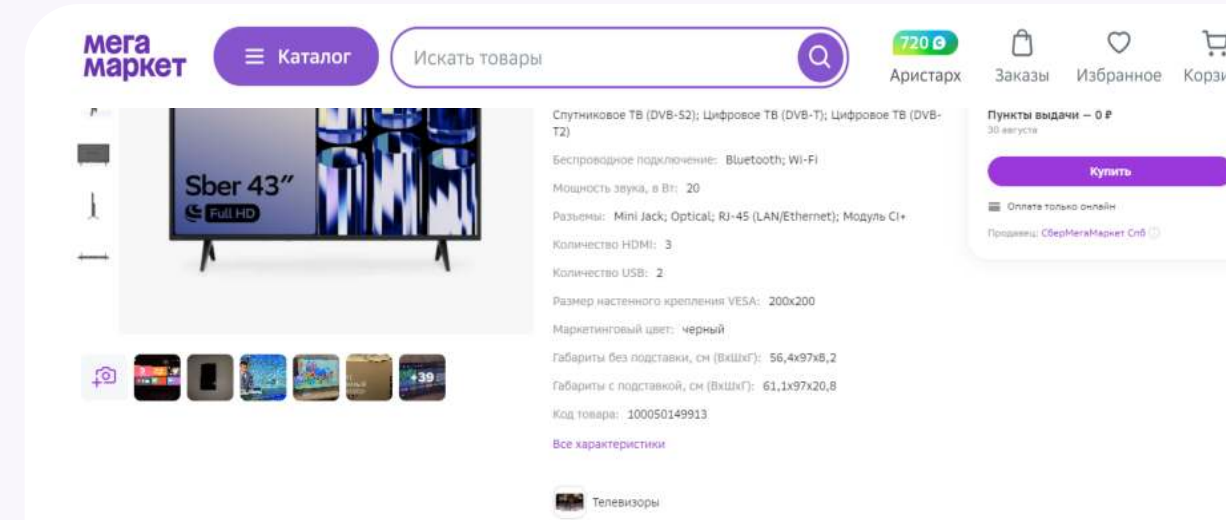 мега
маркет
Каталог
Искать товары
720
Аристарх
Заказы
Избранное
Спутниковое ТВ (DVB-S2); Цифровое ТВ (DVB-T); Цифровое ТВ (DVB-
T2)
Беспроводное подключение: Bluetooth; Wi-Fi
Мощность звука, в Вт: 20
Разъемы: Mini Jack; Optical; RJ-45 (LAN/Ethernet); Модуль CI+
Количество HDMI: 3
Количество USB: 2
Размер настенного крепления VESA: 200x200
Маркетинговый цвет: черный
Габариты без подставки, см (ВxШxГ): 56,4x97x8,2
Габариты с подставкой, см (ВxШxГ): 61,1x97x20,8
Код товара: 100050149913
Все характеристики
Телевизоры
Sber 43”
Full HD
+39
Пункты выдачи — 0 ₽
30 августа
Купить
Оплата только онлайн
Продавец: СберМегаМаркет Спб